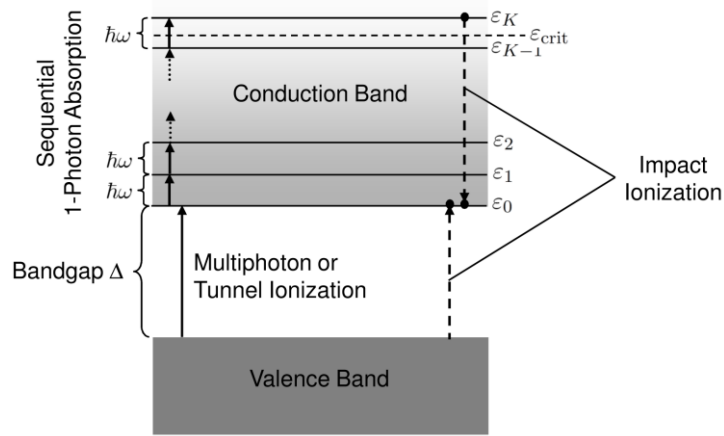 Sequential
1-Photon Absorption
ħω
ε_K
ε_crit
ε_{K−1}
Conduction Band
ħω
ε_2
ε_1
ħω
ε_0
Impact
Ionization
Bandgap Δ
Multiphoton or
Tunnel Ionization
Valence Band